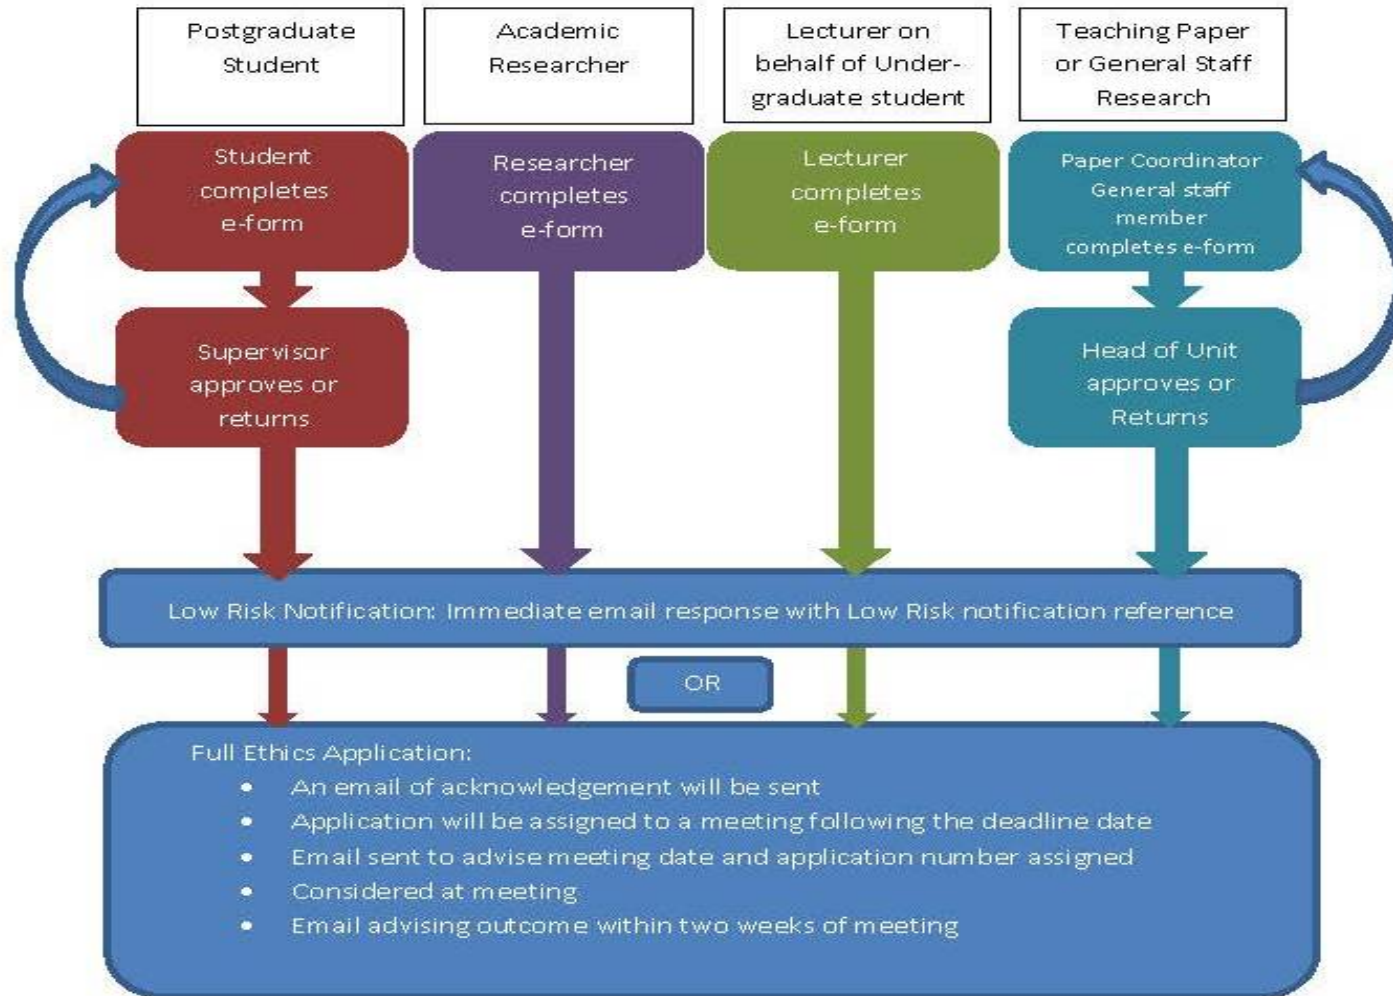 Postgraduate
Student
Academic
Researcher
Lecturer on
behalf of Under-
graduate student
Teaching Paper
or General Staff
Research
Student
completes
e-form
Researcher
completes
e-form
Lecturer
completes
e-form
Paper Coordinator
General staff
member
completes e-form
Supervisor
approves or
returns
Head of Unit
approves or
Returns
Low Risk Notification: Immediate email response with Low Risk notification reference
OR
Full Ethics Application:
• An email of acknowledgement will be sent
• Application will be assigned to a meeting following the deadline date
• Email sent to advise meeting date and application number assigned
• Considered at meeting
• Email advising outcome within two weeks of meeting